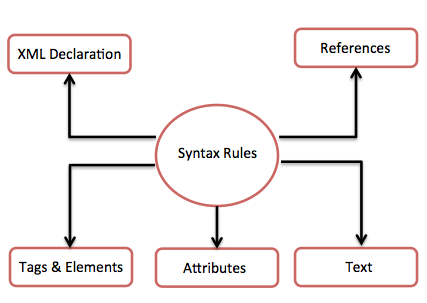 XML Declaration
References
Syntax Rules
Tags & Elements
Attributes
Text